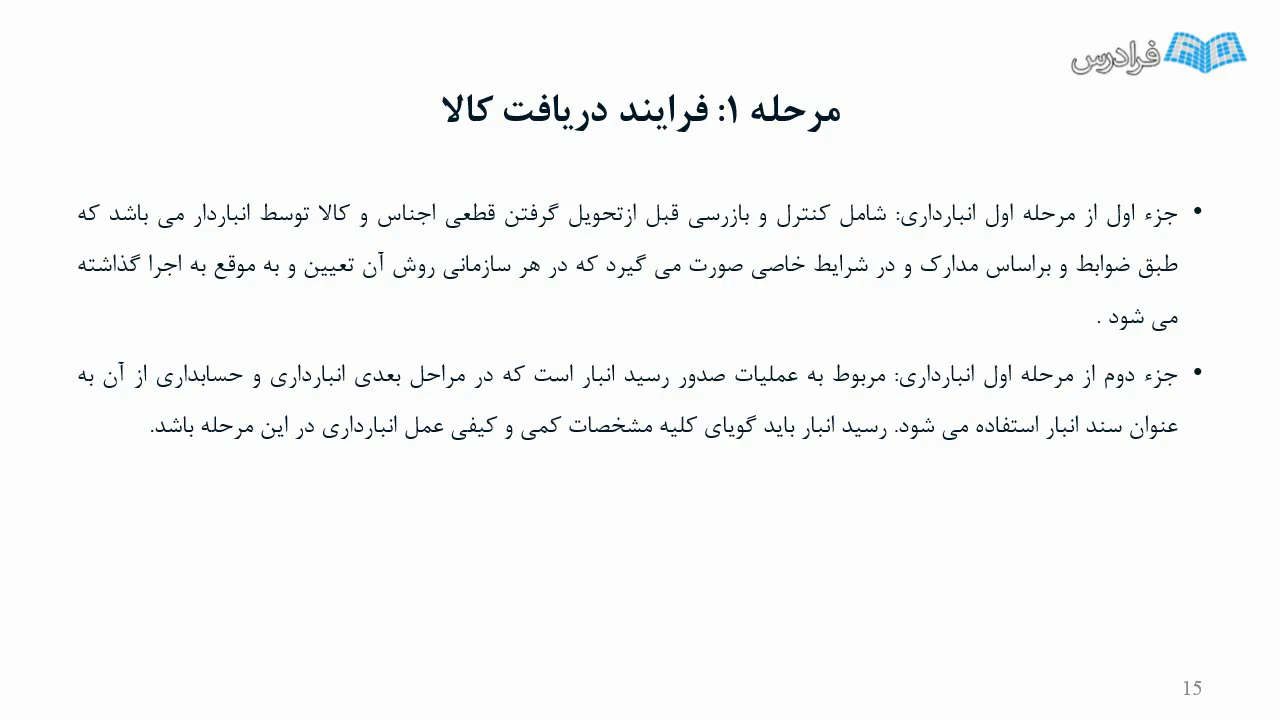 فرادرس
مرحله ۱: فرایند دریافت کالا
• جزء اول از مرحله اول انبارداری: شامل کنترل و بازرسی قبل ازتحویل گرفتن قطعی اجناس و کالا توسط انباردار می باشد که
طبق ضوابط و براساس مدارک و در شرایط خاصی صورت می گیرد که در هر سازمانی روش آن تعیین و به موقع به اجرا گذاشته
می شود .
• جزء دوم از مرحله اول انبارداری: مربوط به عملیات صدور رسید انبار است که در مراحل بعدی انبارداری و حسابداری از آن به
عنوان سند انبار استفاده می شود. رسید انبار باید گویای کلیه مشخصات کمی و کیفی عمل انبارداری در این مرحله باشد.
15